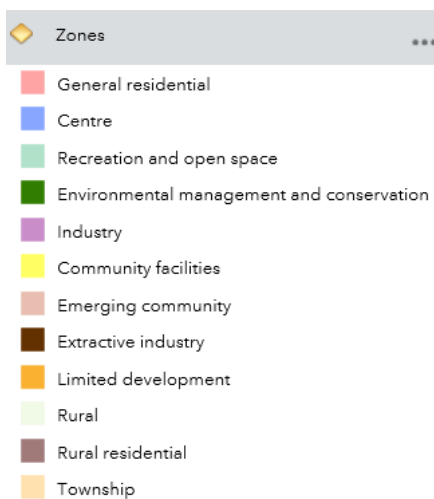 Zones
General residential
Centre
Recreation and open space
Environmental management and conservation
Industry
Community facilities
Emerging community
Extractive industry
Limited development
Rural
Rural residential
Township